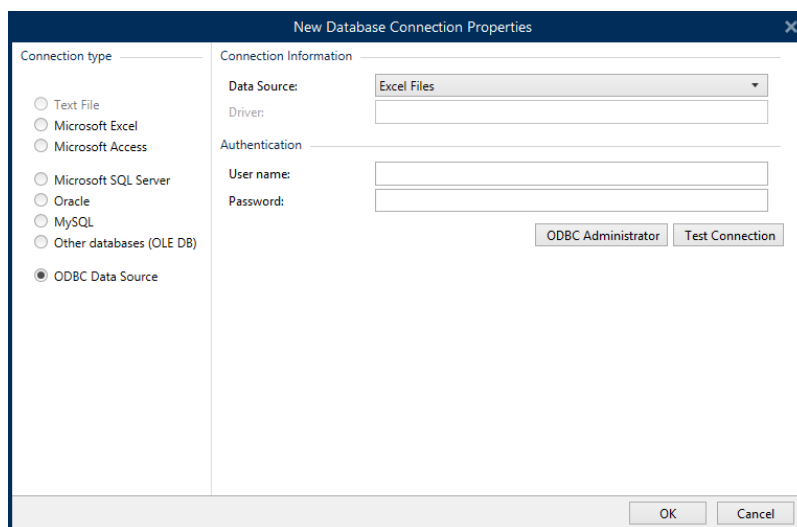 New Database Connection Properties
Connection type
Text File
Microsoft Excel
Microsoft Access
Microsoft SQL Server
Oracle
MySQL
Other databases (OLE DB)
ODBC Data Source
Connection Information
Data Source: Excel Files
Driver:
Authentication
User name:
Password:
ODBC Administrator Test Connection
OK Cancel